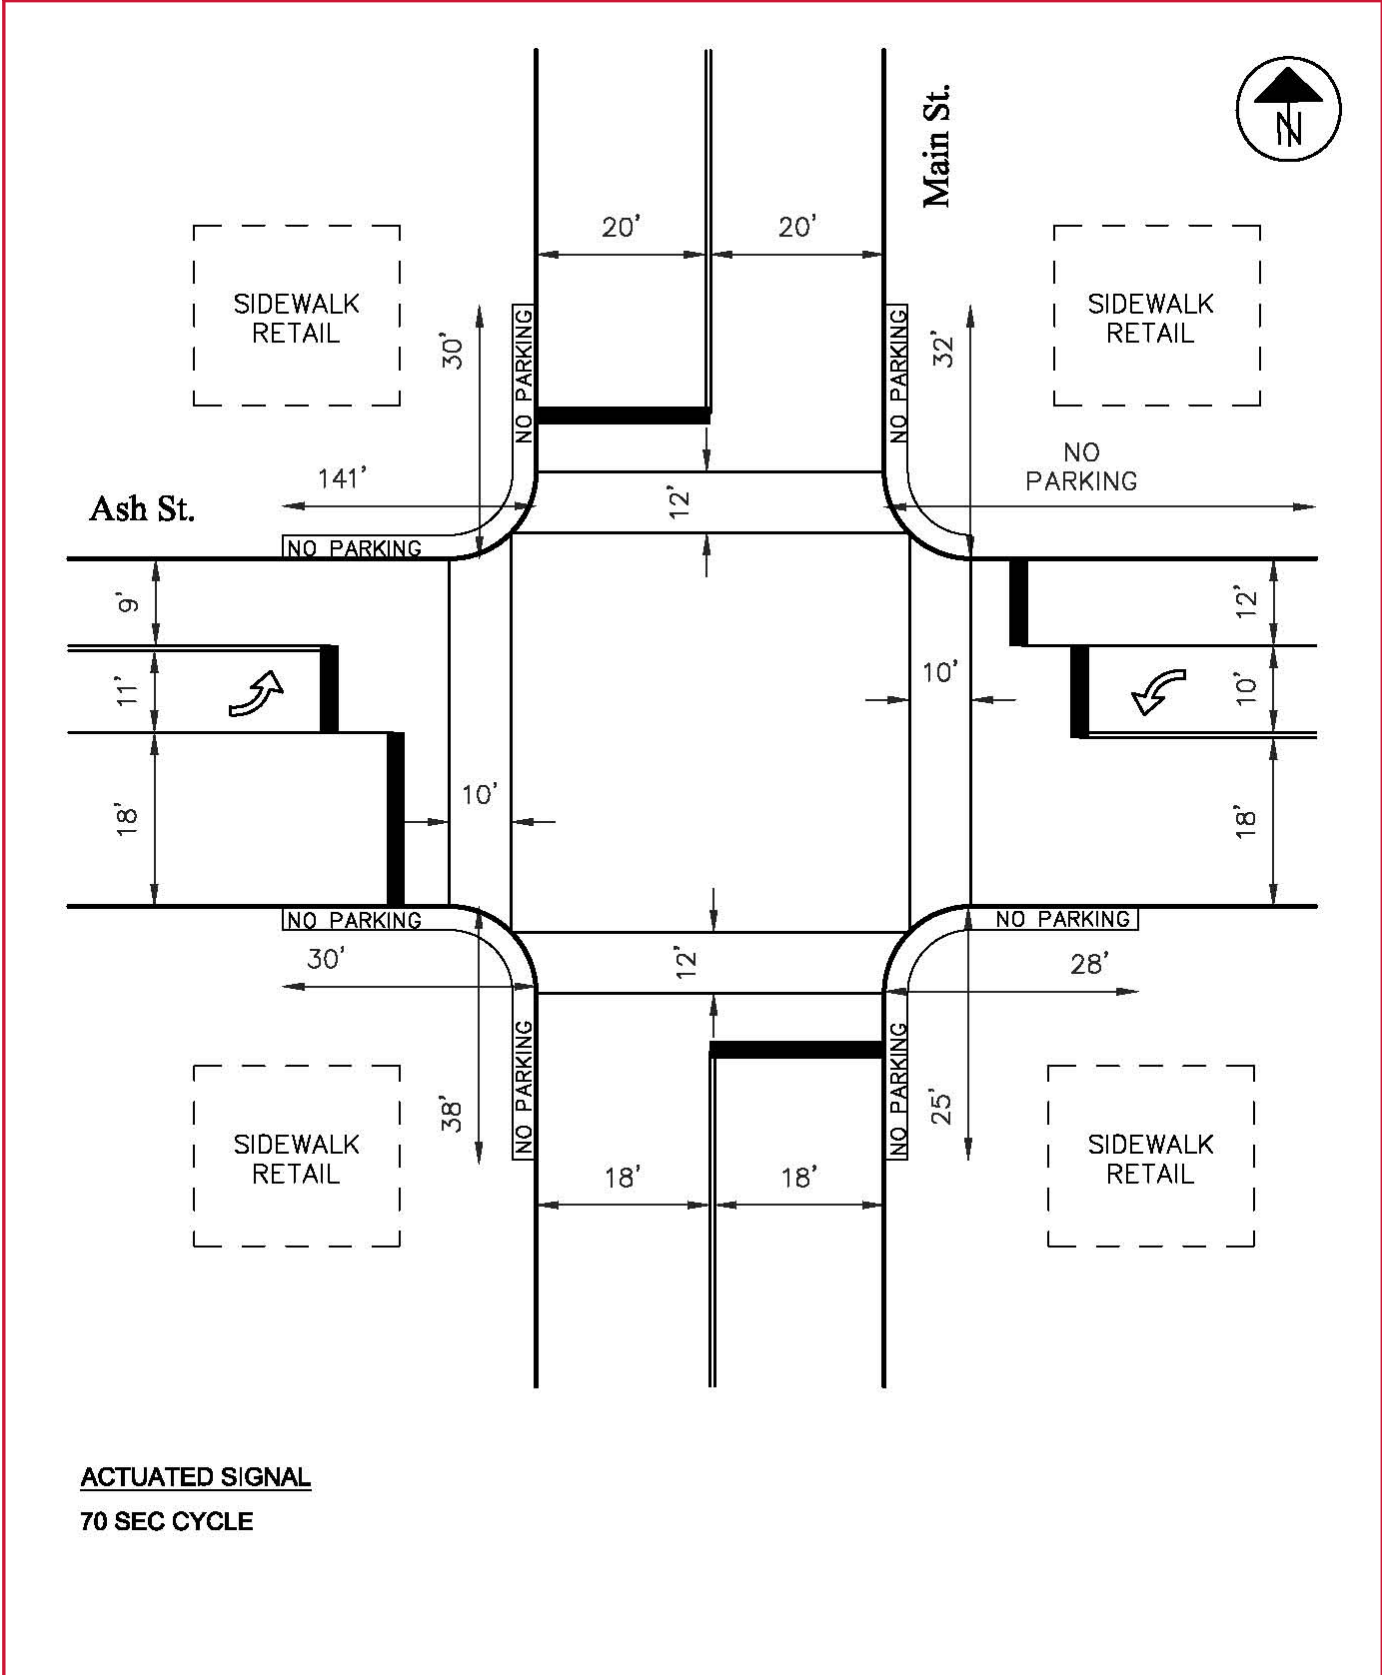 Main St.
N
20'
20'
SIDEWALK
RETAIL
SIDEWALK
RETAIL
30'
NO PARKING
NO PARKING
32'
141'
NO
PARKING
Ash St.
12'
NO PARKING
9'
12'
11'
10'
10'
18'
10'
18'
NO PARKING
NO PARKING
30'
12'
28'
38'
NO PARKING
NO PARKING
25'
SIDEWALK
RETAIL
SIDEWALK
RETAIL
18'
18'
ACTUATED SIGNAL
70 SEC CYCLE